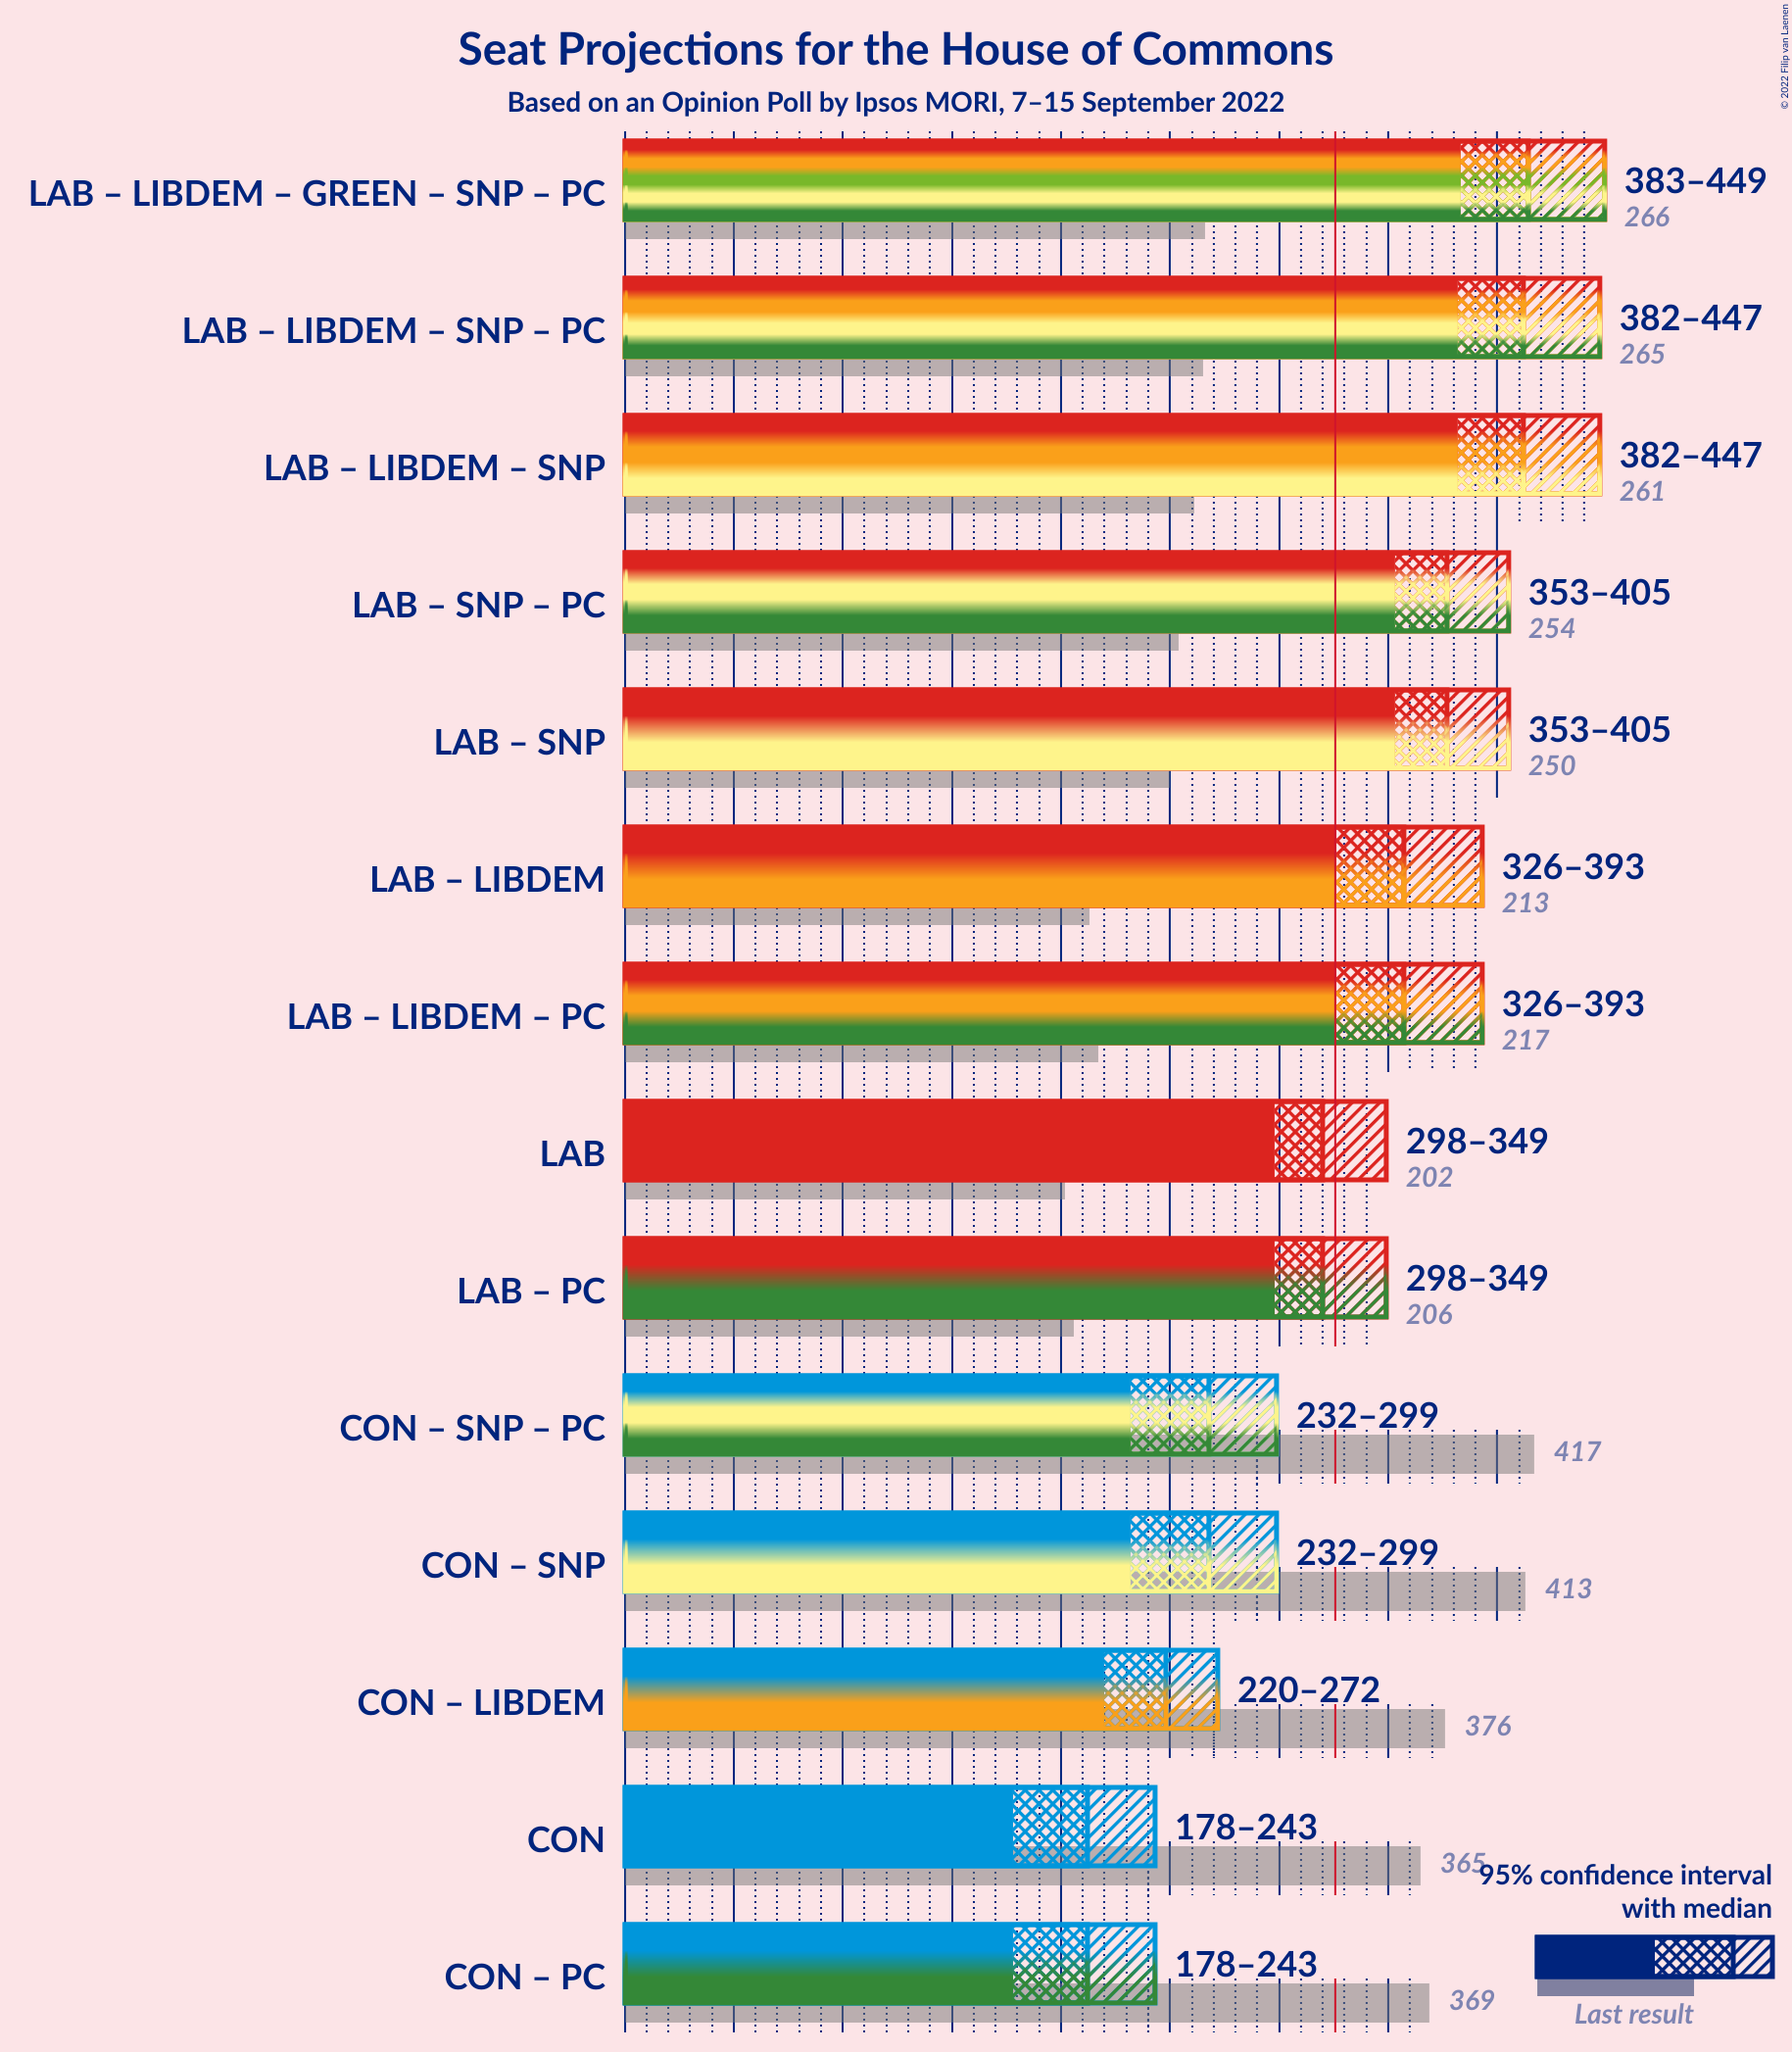 Seat Projections for the House of Commons
Based on an Opinion Poll by Ipsos MORI, 7–15 September 2022
© 2022 Filip van Laenen
LAB – LIBDEM – GREEN – SNP – PC
383–449
266
LAB – LIBDEM – SNP – PC
382–447
265
LAB – LIBDEM – SNP
382–447
261
LAB – SNP – PC
353–405
254
LAB – SNP
353–405
250
LAB – LIBDEM
326–393
213
LAB – LIBDEM – PC
326–393
217
LAB
298–349
202
LAB – PC
298–349
206
CON – SNP – PC
232–299
417
CON – SNP
232–299
413
CON – LIBDEM
220–272
376
CON
178–243
365
CON – PC
178–243
369
95% confidence interval
with median
Last result